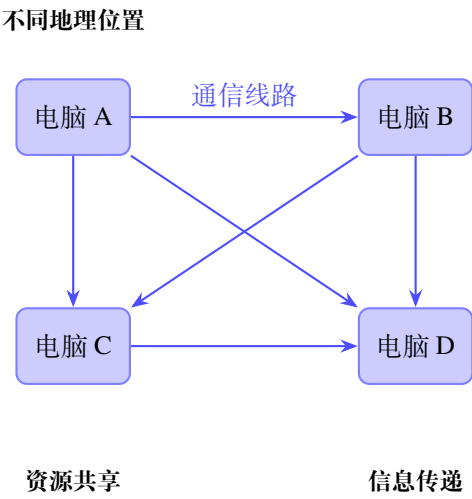 不同地理位置
通信线路
电脑 A
电脑 B
电脑 C
电脑 D
资源共享
信息传递